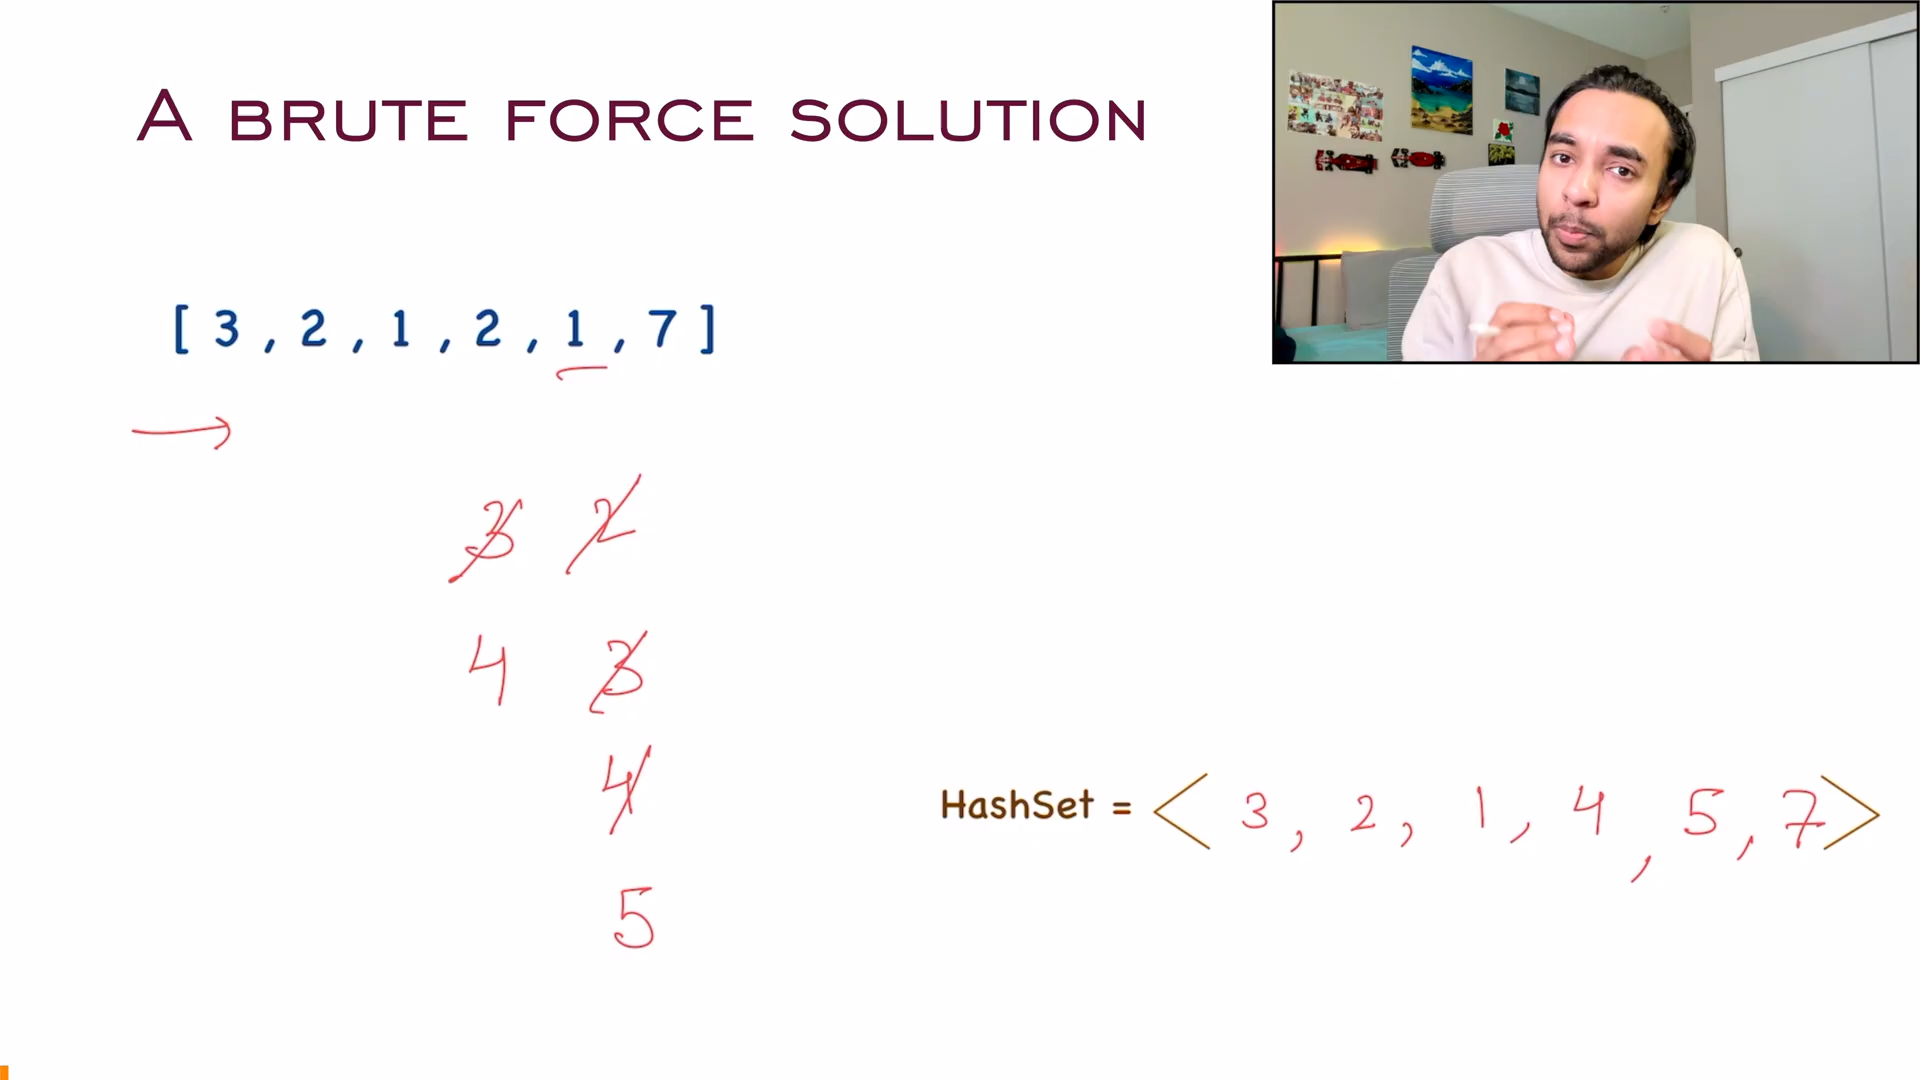 A BRUTE FORCE SOLUTION
[ 3 , 2 , 1 , 2 , 1 , 7 ]
3 2
4 3
4
HashSet = < 3 , 2 , 1 , 4 , 5 , 7 >
5